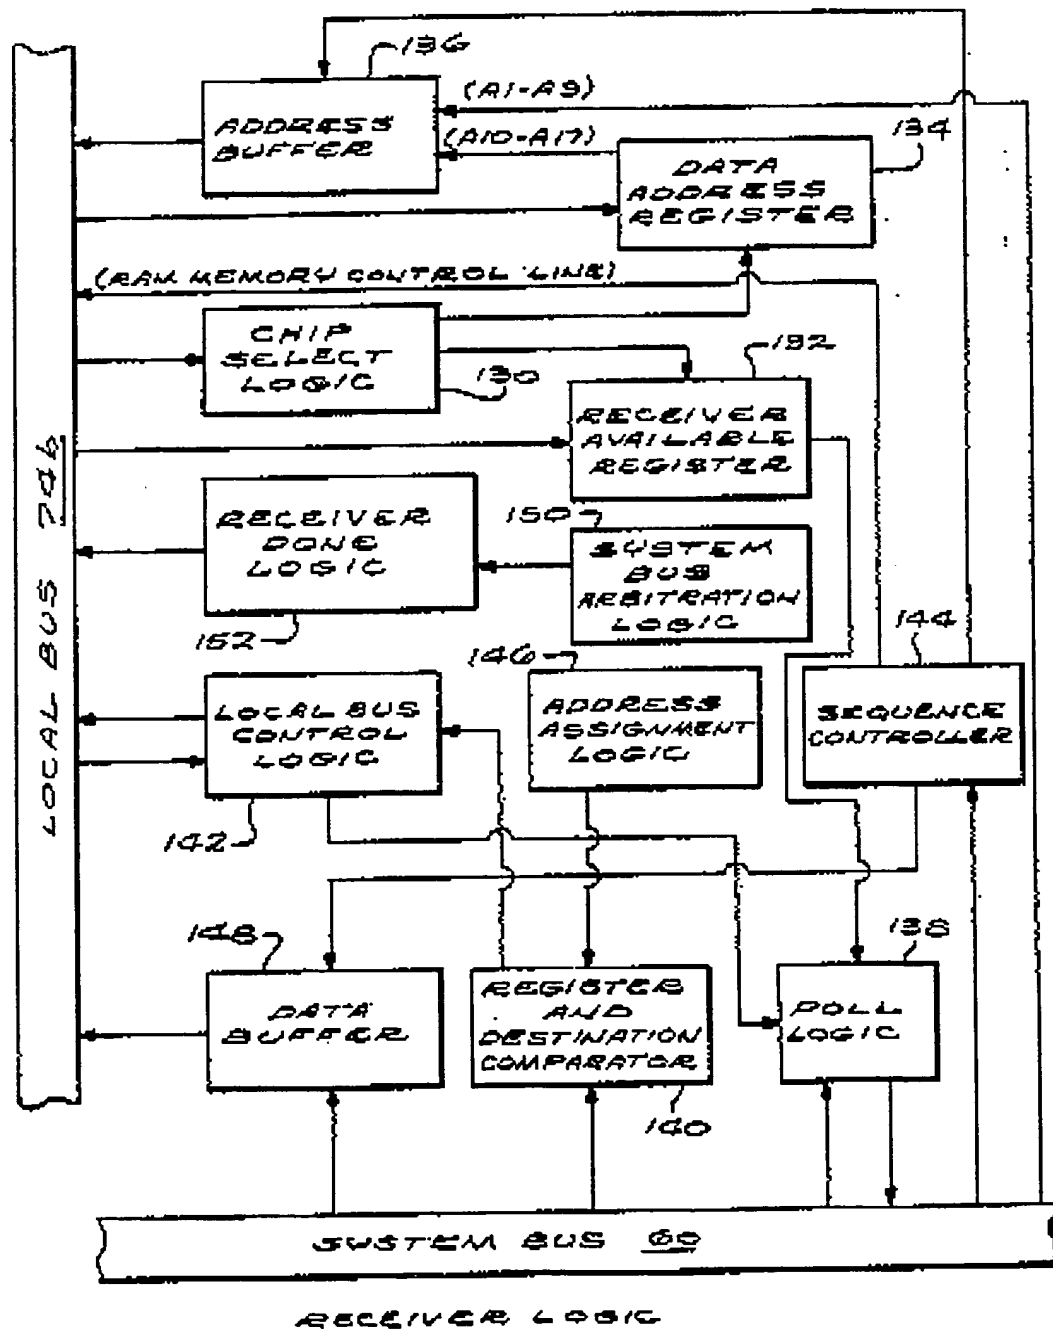 136
(A1-A9)
ADDRESS
BUFFER
(A10-A17)
134
DATA
ADDRESS
REGISTER
(RAM MEMORY CONTROL LINE)
CHIP
SELECT
LOGIC
130
132
RECEIVER
AVAILABLE
REGISTER
LOCAL BUS 74b
RECEIVER
DONE
LOGIC
152
150
SYSTEM
BUS
ARBITRATION
LOGIC
146
144
LOCAL BUS
CONTROL
LOGIC
142
ADDRESS
ASSIGNMENT
LOGIC
SEQUENCE
CONTROLLER
148
138
DATA
BUFFER
REGISTER
AND
DESTINATION
COMPARATOR
140
POLL
LOGIC
SYSTEM BUS 60
RECEIVER LOGIC